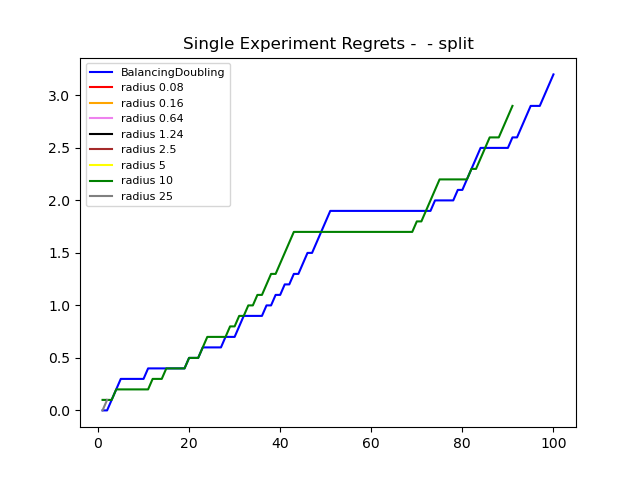 Single Experiment Regrets -  - split
BalancingDoubling
radius 0.08
radius 0.16
radius 0.64
radius 1.24
radius 2.5
radius 5
radius 10
radius 25
3.0
2.5
2.0
1.5
1.0
0.5
0.0
0 20 40 60 80 100